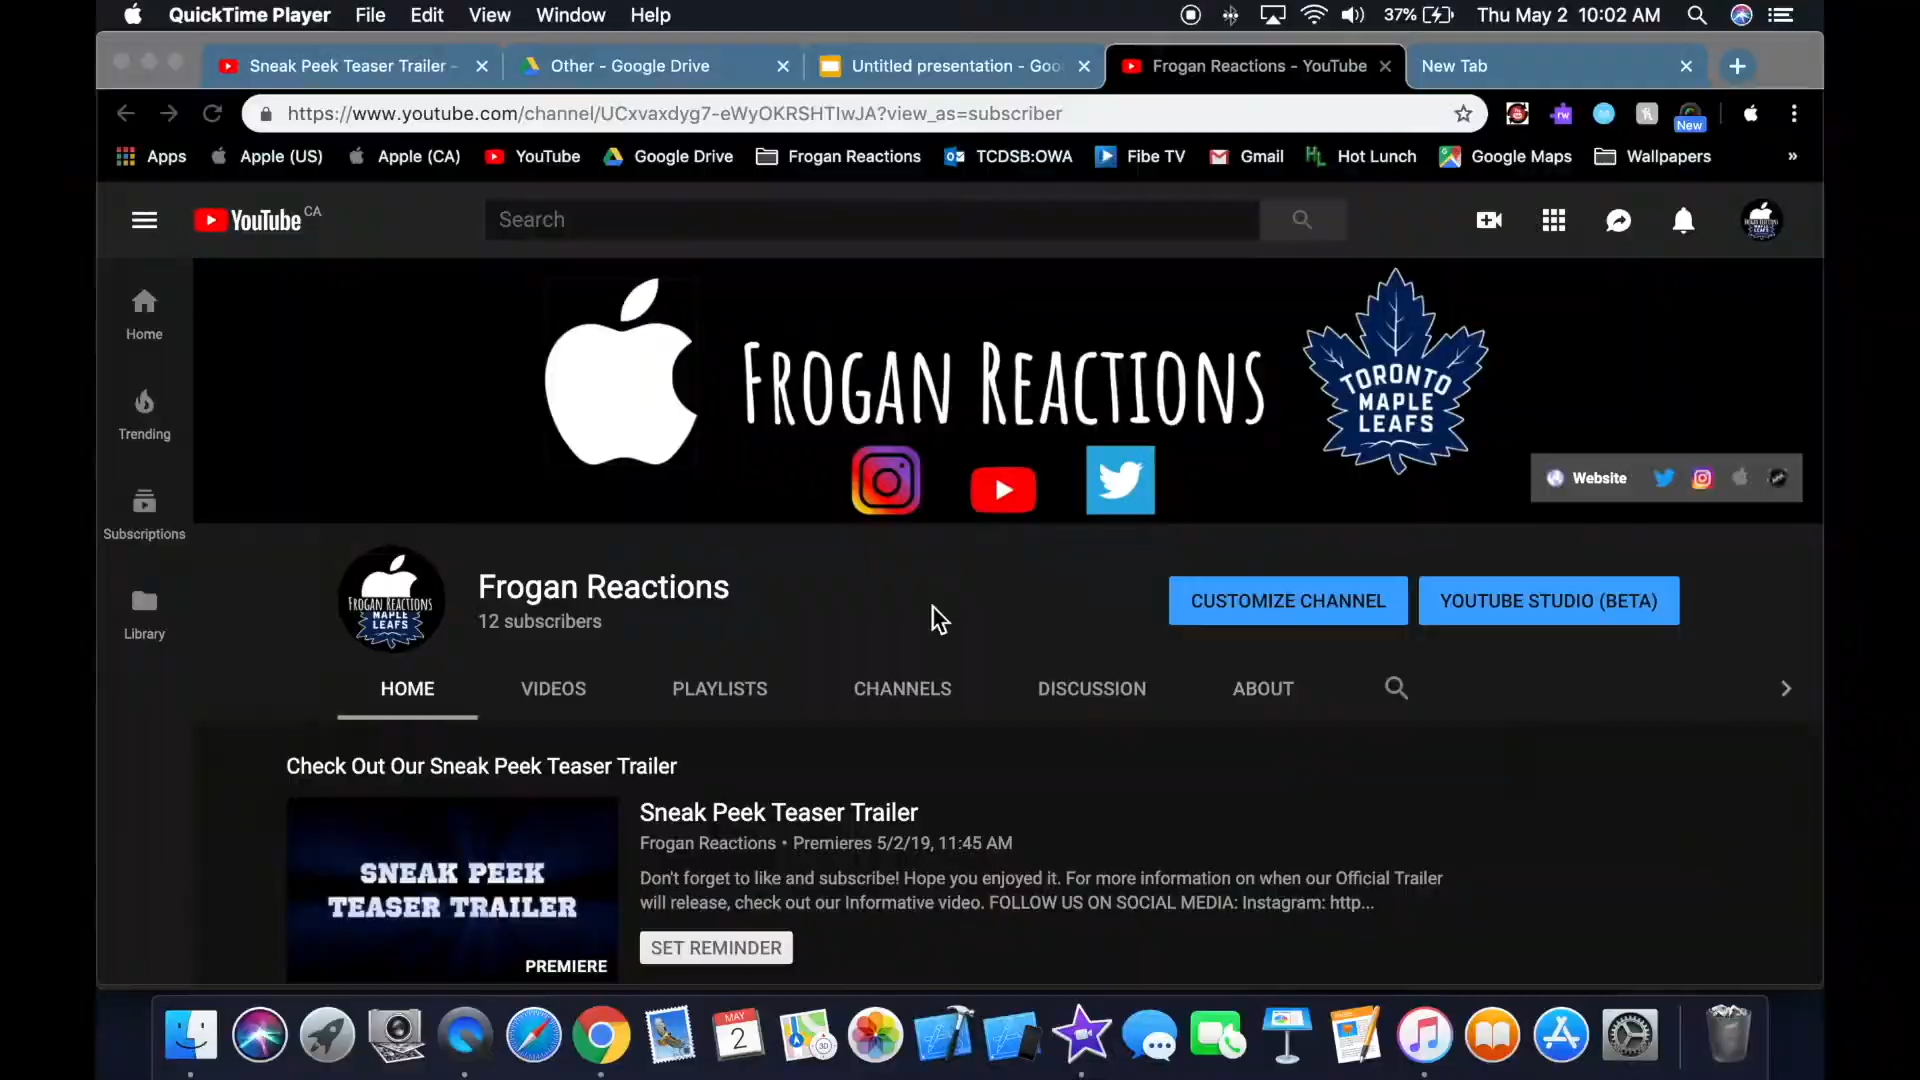 QuickTime Player File Edit View Window Help 37% Thu May 2 10:02 AM
Sneak Peek Teaser Trailer - Other - Google Drive Untitled presentation - Goo Frogan Reactions - YouTube New Tab
https://www.youtube.com/channel/UCxvaxdyg7-eWyOKRSHTIwJA?view_as=subscriber New
Apps Apple (US) Apple (CA) YouTube Google Drive Frogan Reactions TCDSB:OWA Fibe TV Gmail Hot Lunch Google Maps Wallpapers »
YouTube CA Search
Home
Trending
Subscriptions
Library
FROGAN REACTIONS
TORONTO
MAPLE
LEAFS
Website
FROGAN REACTIONS
MAPLE
LEAFS
Frogan Reactions
12 subscribers
CUSTOMIZE CHANNEL YOUTUBE STUDIO (BETA)
HOME VIDEOS PLAYLISTS CHANNELS DISCUSSION ABOUT
Check Out Our Sneak Peek Teaser Trailer
SNEAK PEEK
TEASER TRAILER
PREMIERE
Sneak Peek Teaser Trailer
Frogan Reactions • Premieres 5/2/19, 11:45 AM
Don't forget to like and subscribe! Hope you enjoyed it. For more information on when our Official Trailer
will release, check out our Informative video. FOLLOW US ON SOCIAL MEDIA: Instagram: http...
SET REMINDER
MAY
2
3D